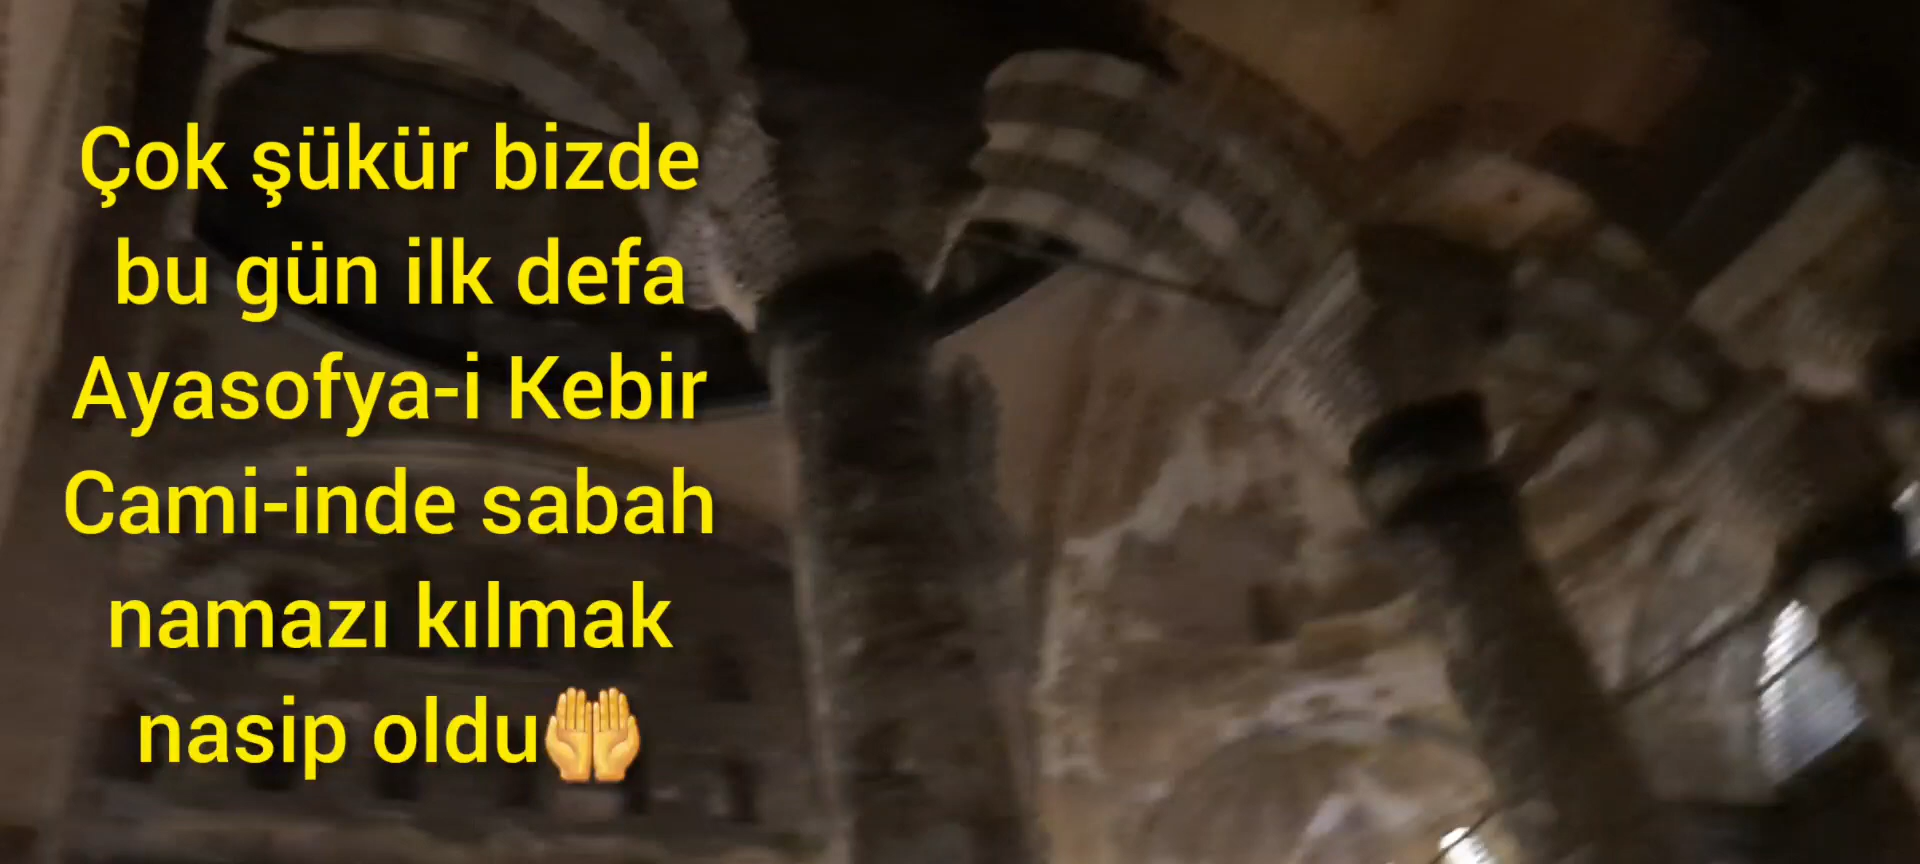 Çok şükür bizde
bu gün ilk defa
Ayasofya-i Kebir
Cami-inde sabah
namazı kılmak
nasip oldu🤲